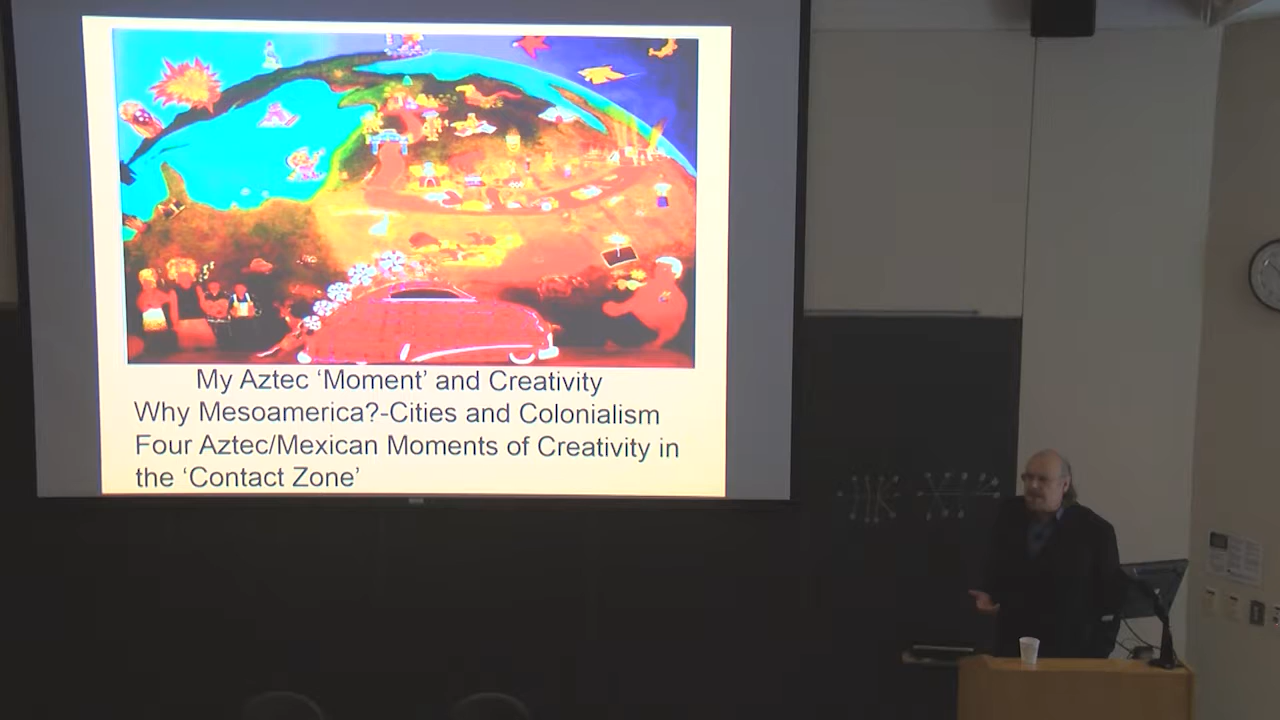 My Aztec ‘Moment’ and Creativity
Why Mesoamerica?-Cities and Colonialism
Four Aztec/Mexican Moments of Creativity in
the ‘Contact Zone’